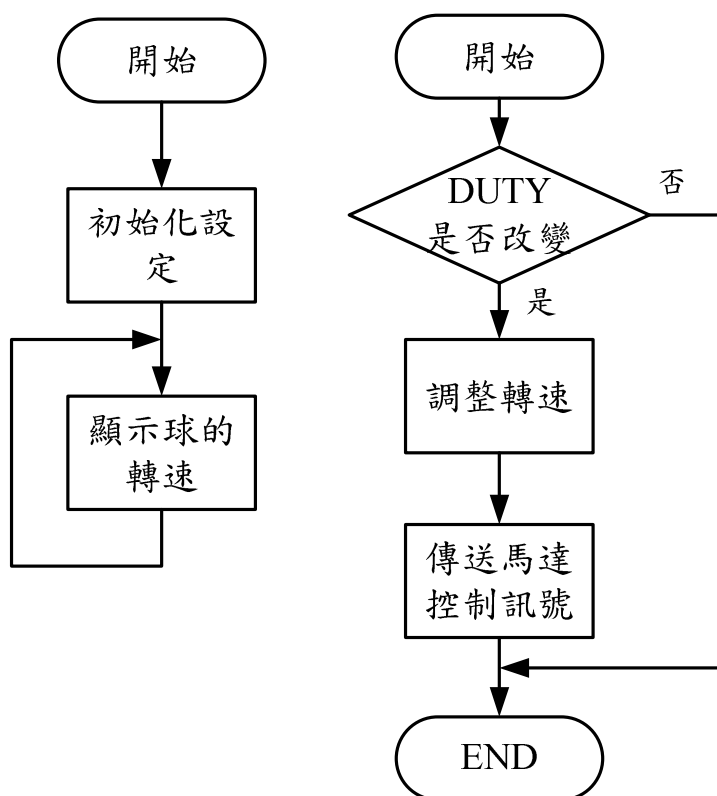 開始
初始化設
定
顯示球的
轉速
開始
DUTY
是否改變
否
是
調整轉速
傳送馬達
控制訊號
END